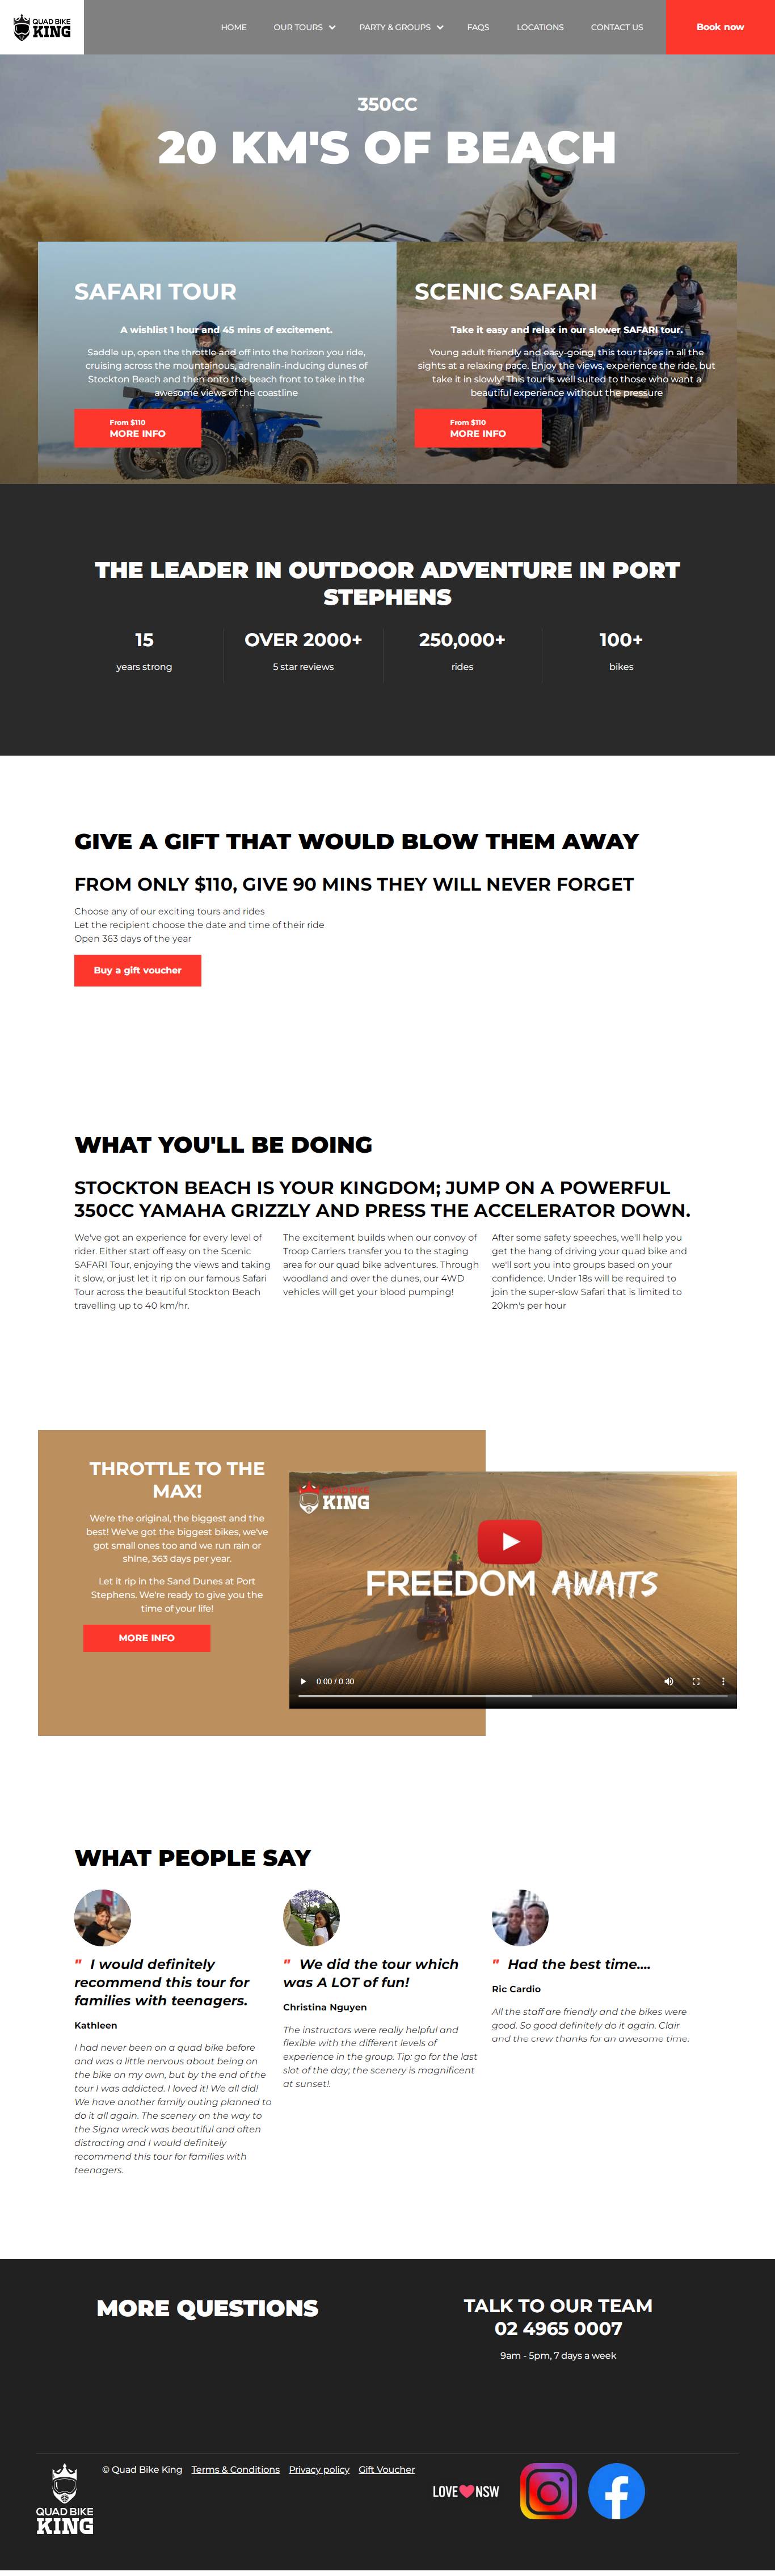 QUAD BIKE
KING
HOME
OUR TOURS
PARTY & GROUPS
FAQS
LOCATIONS
CONTACT US
Book now
350CC
20 KM'S OF BEACH
SAFARI TOUR
A wishlist 1 hour and 45 mins of excitement.
Saddle up, open the throttle and off into the horizon you ride,
cruising across the mountainous, adrenalin-inducing dunes of
Stockton Beach and then onto the beach front to take in the
awesome views of the coastline
From $110
MORE INFO
SCENIC SAFARI
Take it easy and relax in our slower SAFARI tour.
Young adult friendly and easy-going, this tour takes in all the
sights at a relaxing pace. Enjoy the views, experience the ride, but
take it in slowly! This tour is well suited to those who want a
beautiful experience without the pressure
From $110
MORE INFO
THE LEADER IN OUTDOOR ADVENTURE IN PORT
STEPHENS
15
years strong
OVER 2000+
5 star reviews
250,000+
rides
100+
bikes
GIVE A GIFT THAT WOULD BLOW THEM AWAY
FROM ONLY $110, GIVE 90 MINS THEY WILL NEVER FORGET
Choose any of our exciting tours and rides
Let the recipient choose the date and time of their ride
Open 363 days of the year
Buy a gift voucher
WHAT YOU'LL BE DOING
STOCKTON BEACH IS YOUR KINGDOM; JUMP ON A POWERFUL
350CC YAMAHA GRIZZLY AND PRESS THE ACCELERATOR DOWN.
We've got an experience for every level of
rider. Either start off easy on the Scenic
SAFARI Tour, enjoying the views and taking
it slow, or just let it rip on our famous Safari
Tour across the beautiful Stockton Beach
travelling up to 40 km/hr.
The excitement builds when our convoy of
Troop Carriers transfer you to the staging
area for our quad bike adventures. Through
woodland and over the dunes, our 4WD
vehicles will get your blood pumping!
After some safety speeches, we'll help you
get the hang of driving your quad bike and
we'll sort you into groups based on your
confidence. Under 18s will be required to
join the super-slow Safari that is limited to
20km's per hour
THROTTLE TO THE
MAX!
We're the original, the biggest and the
best! We've got the biggest bikes, we've
got small ones too and we run rain or
shine, 363 days per year.
Let it rip in the Sand Dunes at Port
Stephens. We're ready to give you the
time of your life!
MORE INFO
QUAD BIKE
KING
FREEDOM AWAITS
0:00 / 0:30
WHAT PEOPLE SAY
" I would definitely
recommend this tour for
families with teenagers.
Kathleen
I had never been on a quad bike before
and was a little nervous about being on
the bike on my own, but by the end of the
tour I was addicted. I loved it! We all did!
We have another family outing planned to
do it all again. The scenery on the way to
the Signa wreck was beautiful and often
distracting and I would definitely
recommend this tour for families with
teenagers.
" We did the tour which
was A LOT of fun!
Christina Nguyen
The instructors were really helpful and
flexible with the different levels of
experience in the group. Tip: go for the last
slot of the day; the scenery is magnificent
at sunset!.
" Had the best time....
Ric Cardio
All the staff are friendly and the bikes were
good. So good definitely do it again. Clair
and the crew thanks for an awesome time.
MORE QUESTIONS
TALK TO OUR TEAM
02 4965 0007
9am - 5pm, 7 days a week
QUAD BIKE
KING
© Quad Bike King
Terms & Conditions
Privacy policy
Gift Voucher
LOVE NSW